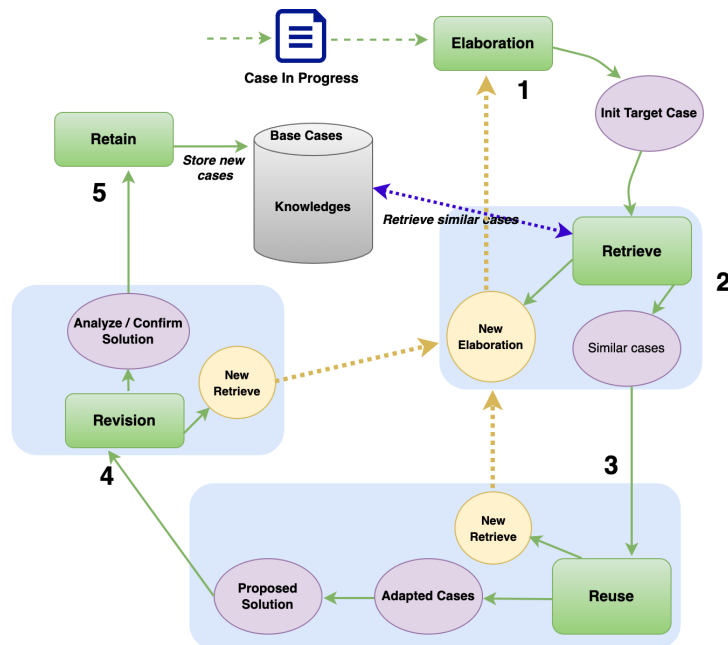 Case In Progress
Elaboration
1
Init Target Case
Retain
Store new
cases
5
Base Cases
Knowledges
Retrieve similar cases
Retrieve
2
New
Elaboration
Similar cases
Analyze / Confirm
Solution
New
Retrieve
Revision
4
3
New
Retrieve
Proposed
Solution
Adapted Cases
Reuse